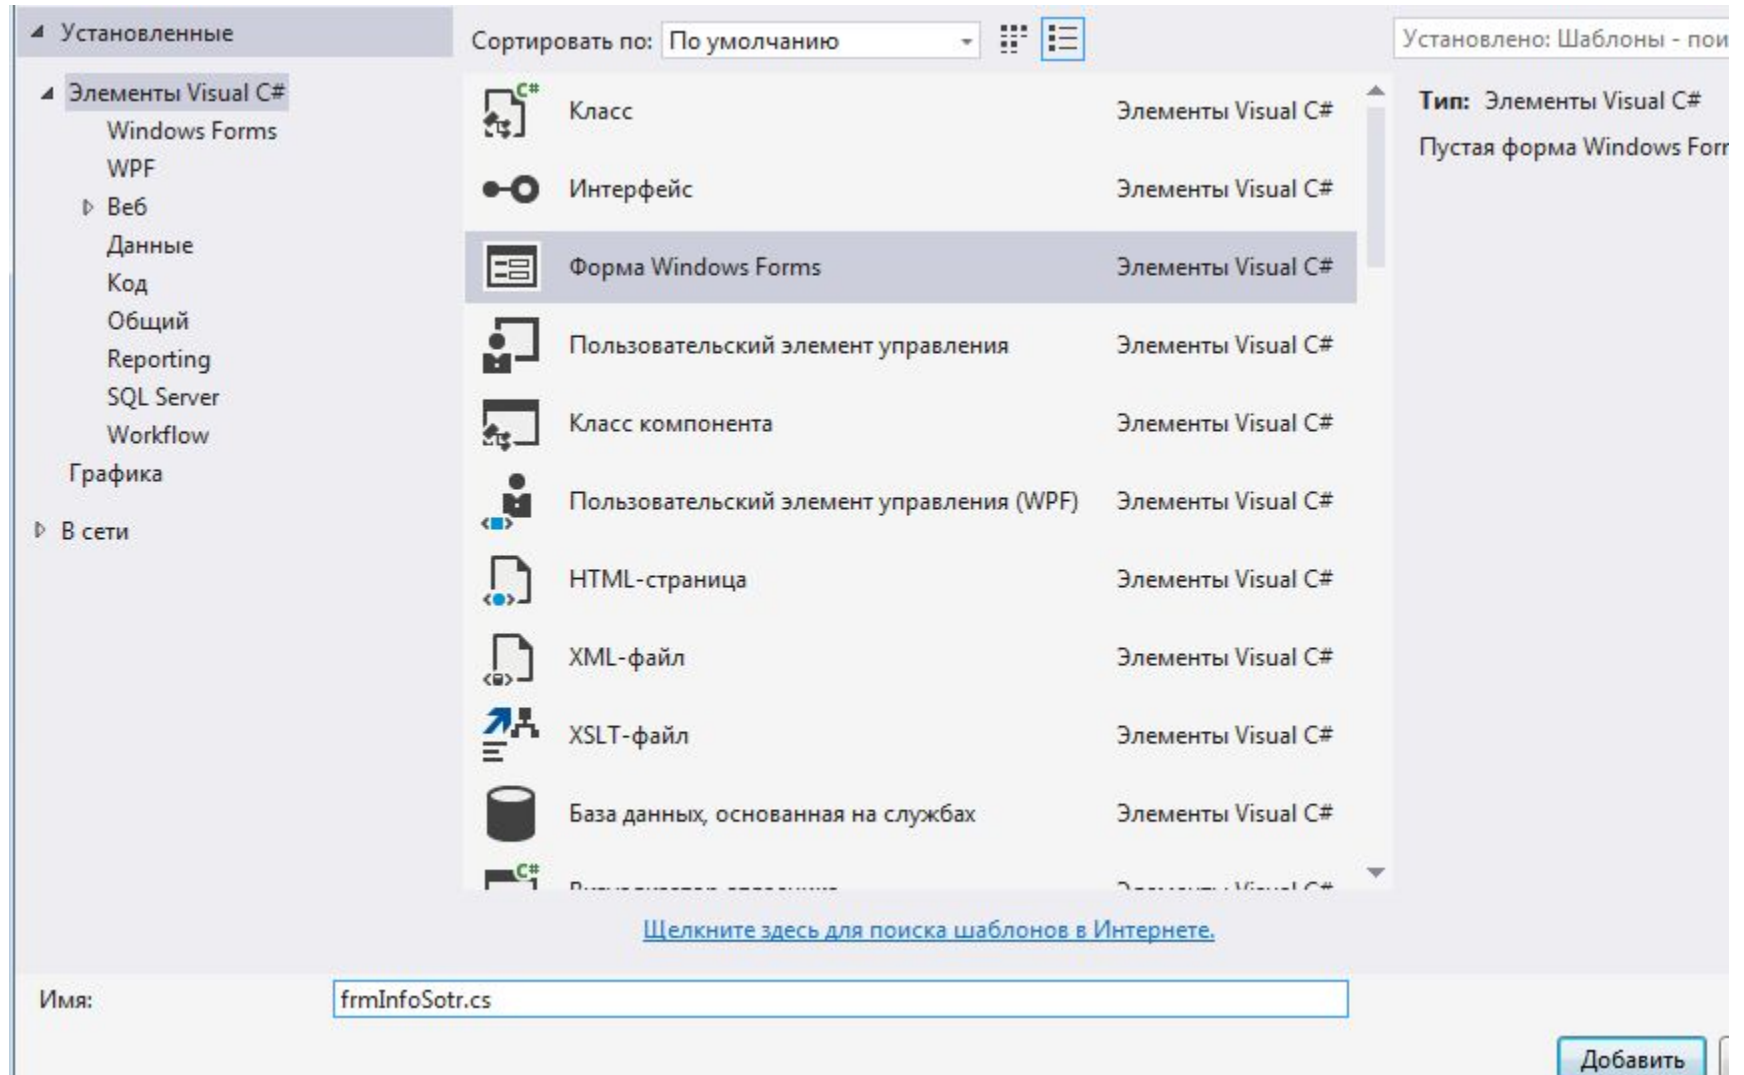 Установленные
Сортировать по: По умолчанию
Установлено: Шаблоны - пои
Элементы Visual C#
Windows Forms
WPF
Веб
Данные
Код
Общий
Reporting
SQL Server
Workflow
Графика
В сети
C#
Класс Элементы Visual C#
Интерфейс Элементы Visual C#
Форма Windows Forms Элементы Visual C#
Пользовательский элемент управления Элементы Visual C#
Класс компонента Элементы Visual C#
Пользовательский элемент управления (WPF) Элементы Visual C#
HTML-страница Элементы Visual C#
XML-файл Элементы Visual C#
XSLT-файл Элементы Visual C#
База данных, основанная на службах Элементы Visual C#
C#
Тип: Элементы Visual C#
Пустая форма Windows For
Щелкните здесь для поиска шаблонов в Интернете.
Имя: frmInfoSotr.cs
Добавить